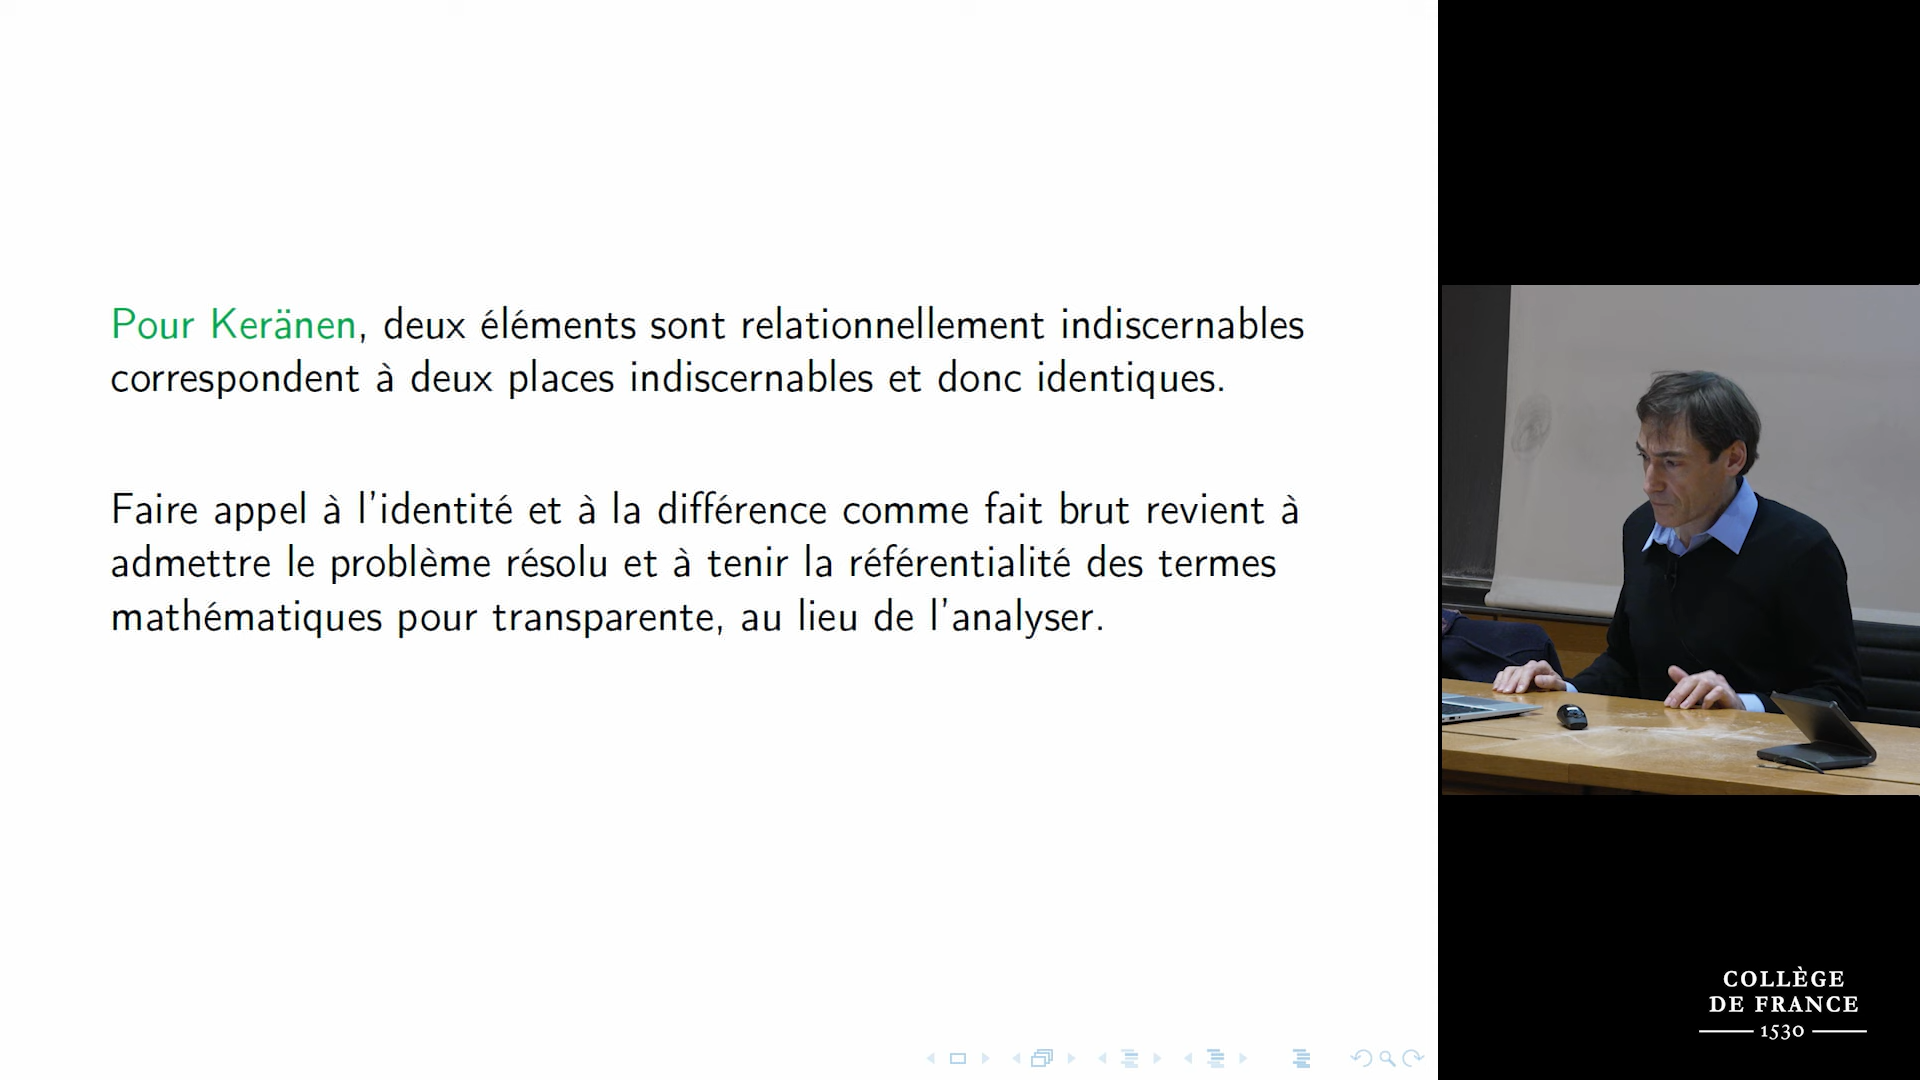 Pour Keränen, deux éléments sont relationnellement indiscernables
correspondent à deux places indiscernables et donc identiques.
Faire appel à l'identité et à la différence comme fait brut revient à
admettre le problème résolu et à tenir la référentialité des termes
mathématiques pour transparente, au lieu de l'analyser.
COLLÈGE
DE FRANCE
1530